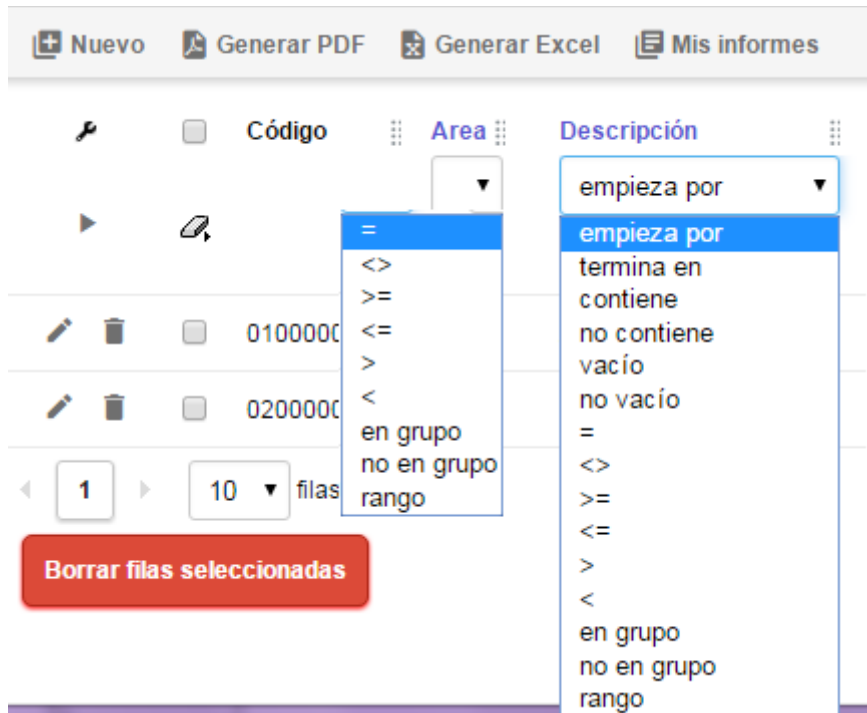 Nuevo Generar PDF Generar Excel Mis informes
Código Area Descripción
empieza por
=
<>
>=
<=
>
<
en grupo
no en grupo
rango
empieza por
termina en
contiene
no contiene
vacío
no vacío
=
<>
>=
<=
>
<
en grupo
no en grupo
rango
0100000
0200000
1 10 filas
Borrar filas seleccionadas